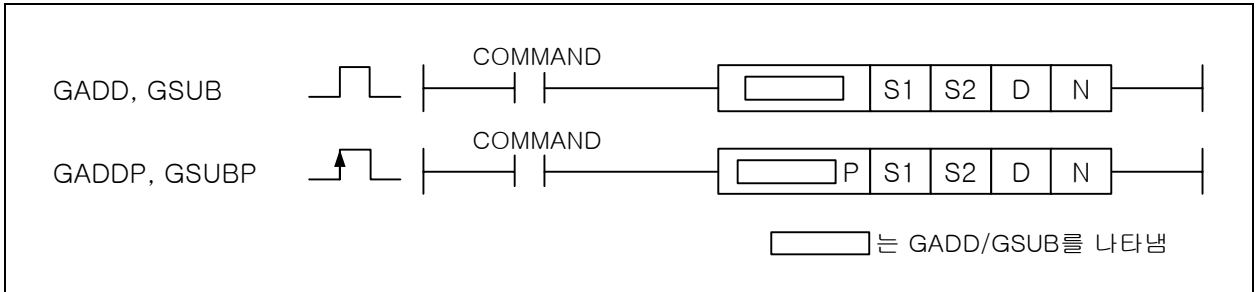 COMMAND
GADD, GSUB S1 S2 D N
COMMAND
GADDP, GSUBP P S1 S2 D N
는 GADD/GSUB를 나타냄